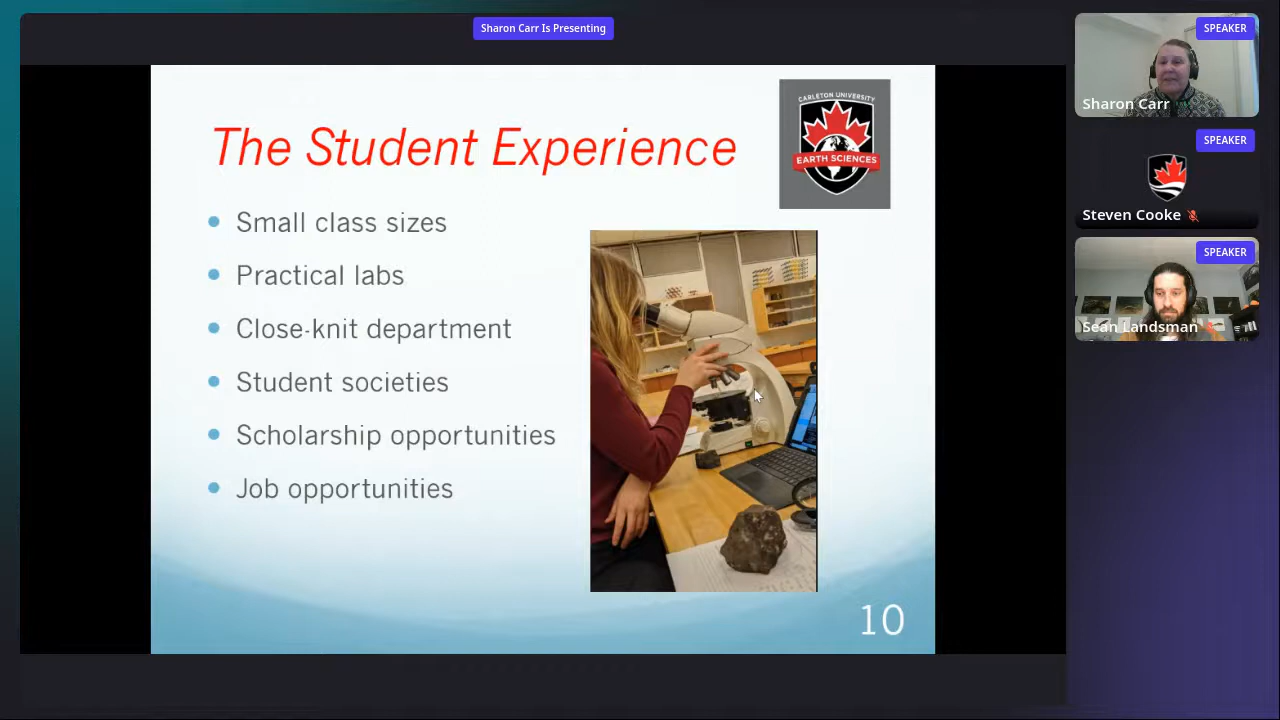 Sharon Carr Is Presenting
The Student Experience
CARLETON UNIVERSITY
EARTH SCIENCES
Small class sizes
Practical labs
Close-knit department
Student societies
Scholarship opportunities
Job opportunities
10
SPEAKER
Sharon Carr
SPEAKER
Steven Cooke
SPEAKER
Sean Landsman